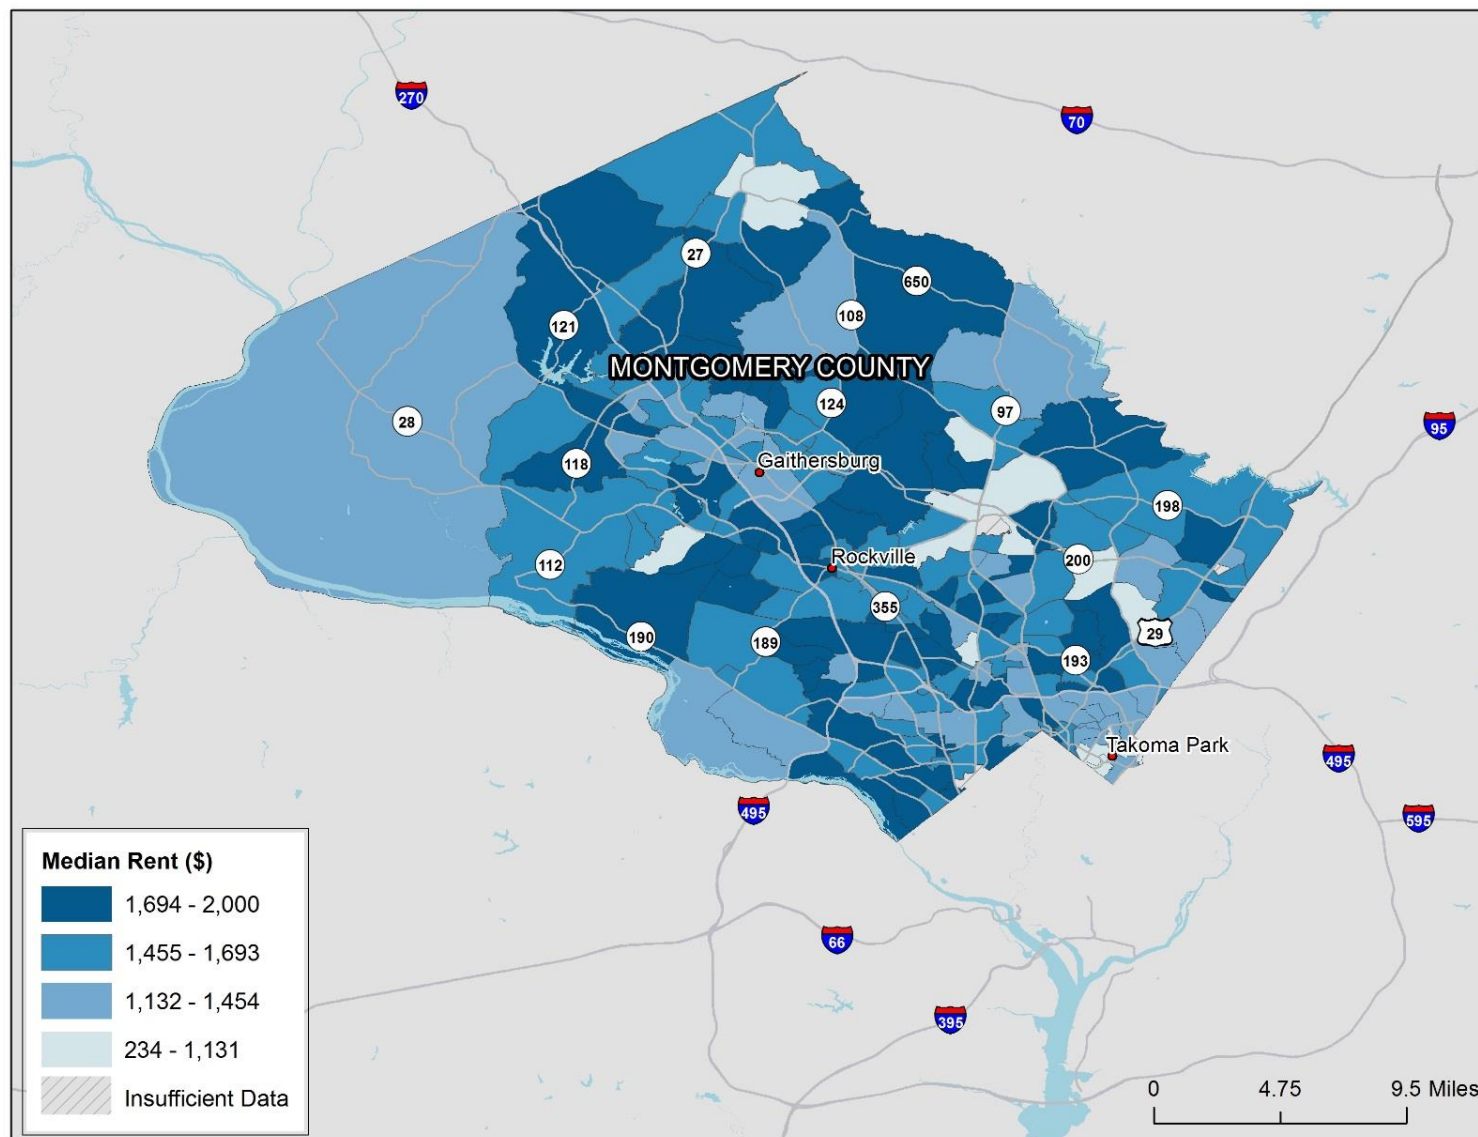 270
70
27
650
121
108
MONTGOMERY COUNTY
124
97
28
95
118
Gaithersburg
198
Rockville
200
112
355
190
189
29
193
Takoma Park
495
495
595
66
395
Median Rent ($)
1,694 - 2,000
1,455 - 1,693
1,132 - 1,454
234 - 1,131
Insufficient Data
0 4.75 9.5 Miles